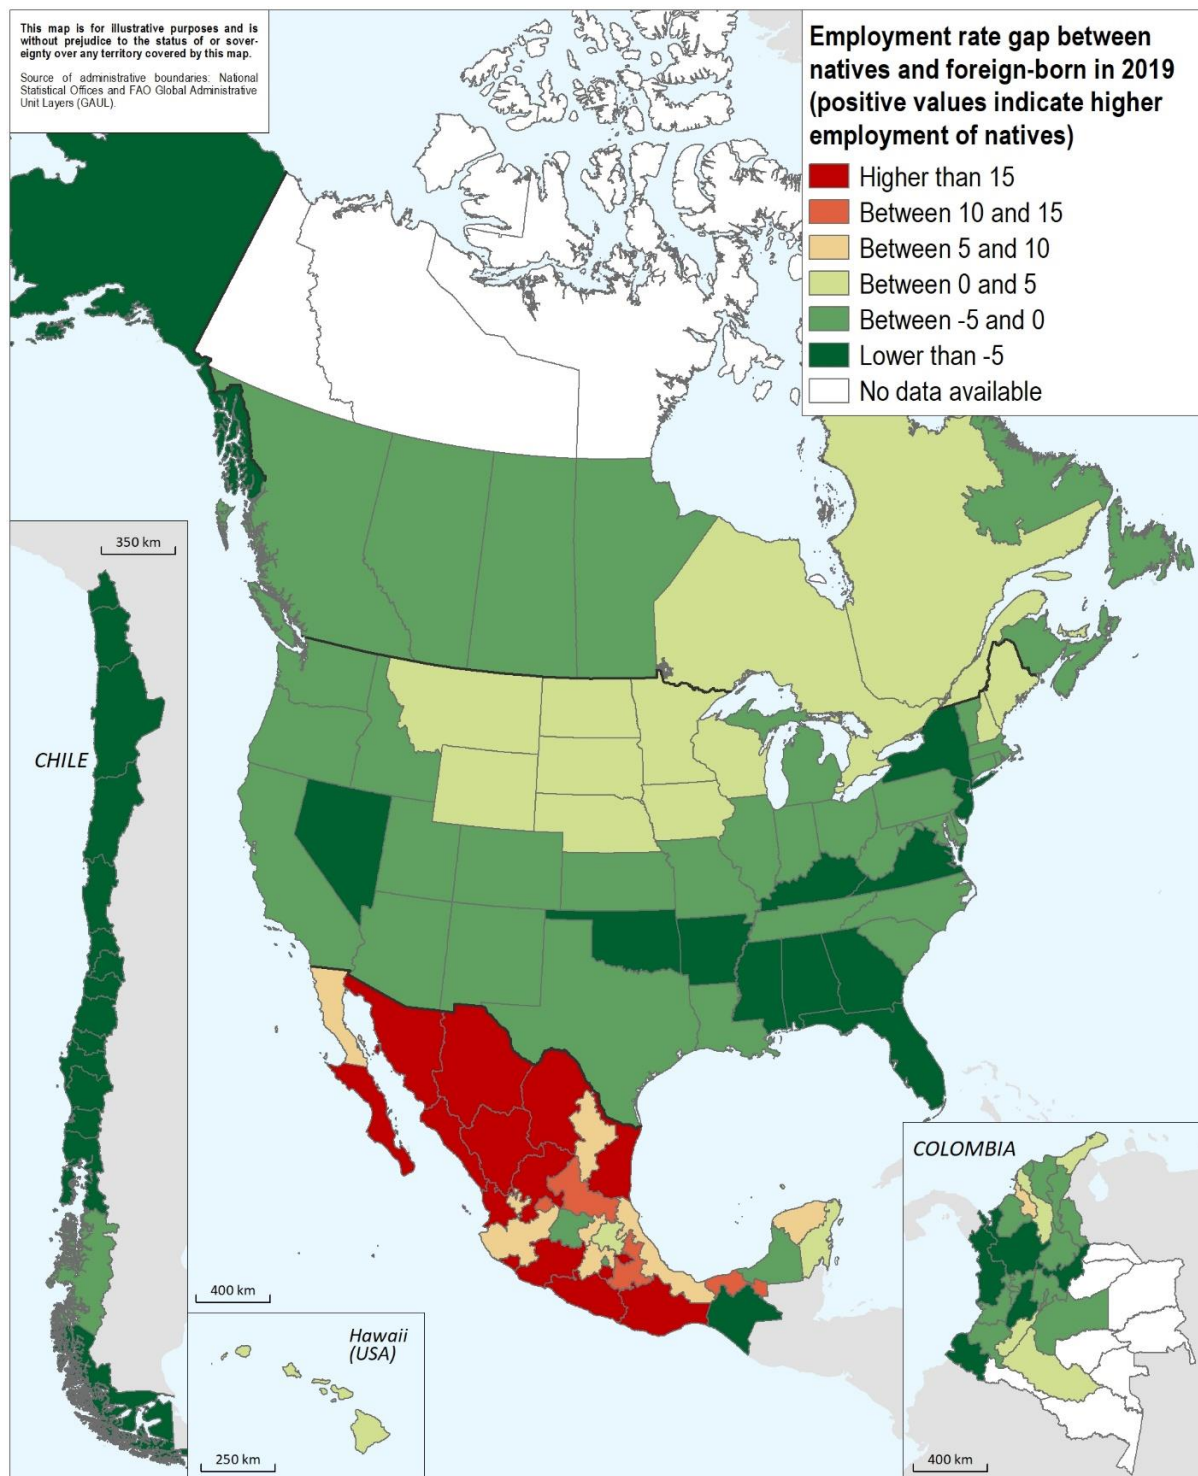 This map is for illustrative purposes and is
without prejudice to the status of or sover-
eignty over any territory covered by this map.
Source of administrative boundaries: National
Statistical Offices and FAO Global Administrative
Unit Layers (GAUL).
Employment rate gap between
natives and foreign-born in 2019
(positive values indicate higher
employment of natives)
Higher than 15
Between 10 and 15
Between 5 and 10
Between 0 and 5
Between -5 and 0
Lower than -5
No data available
350 km
CHILE
COLOMBIA
400 km
Hawaii
(USA)
250 km
400 km